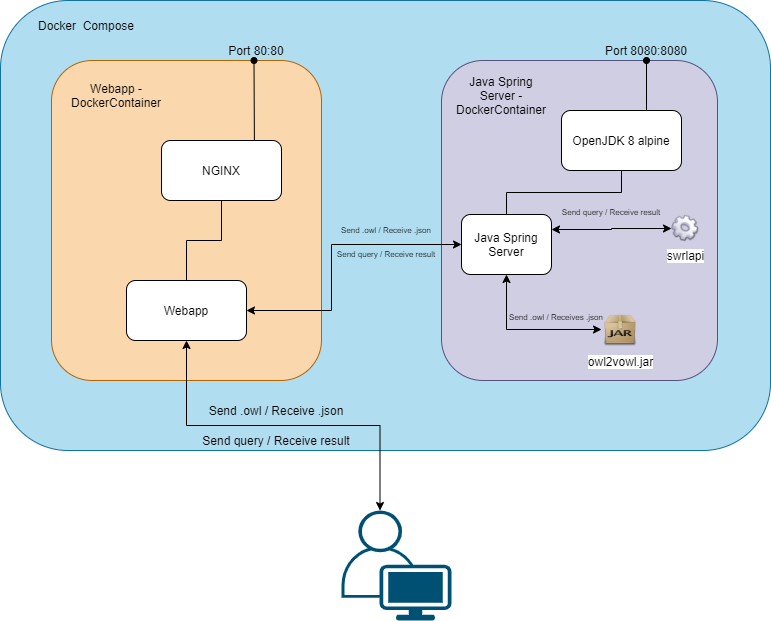 Docker Compose
Port 80:80
Port 8080:8080
Webapp -
DockerContainer
Java Spring
Server -
DockerContainer
NGINX
OpenJDK 8 alpine
Send query / Receive result
Send .owl / Receive .json
Send query / Receive result
Java Spring
Server
swrlapi
Webapp
Send .owl / Receives .json
JAR
owl2vowl.jar
Send .owl / Receive .json
Send query / Receive result